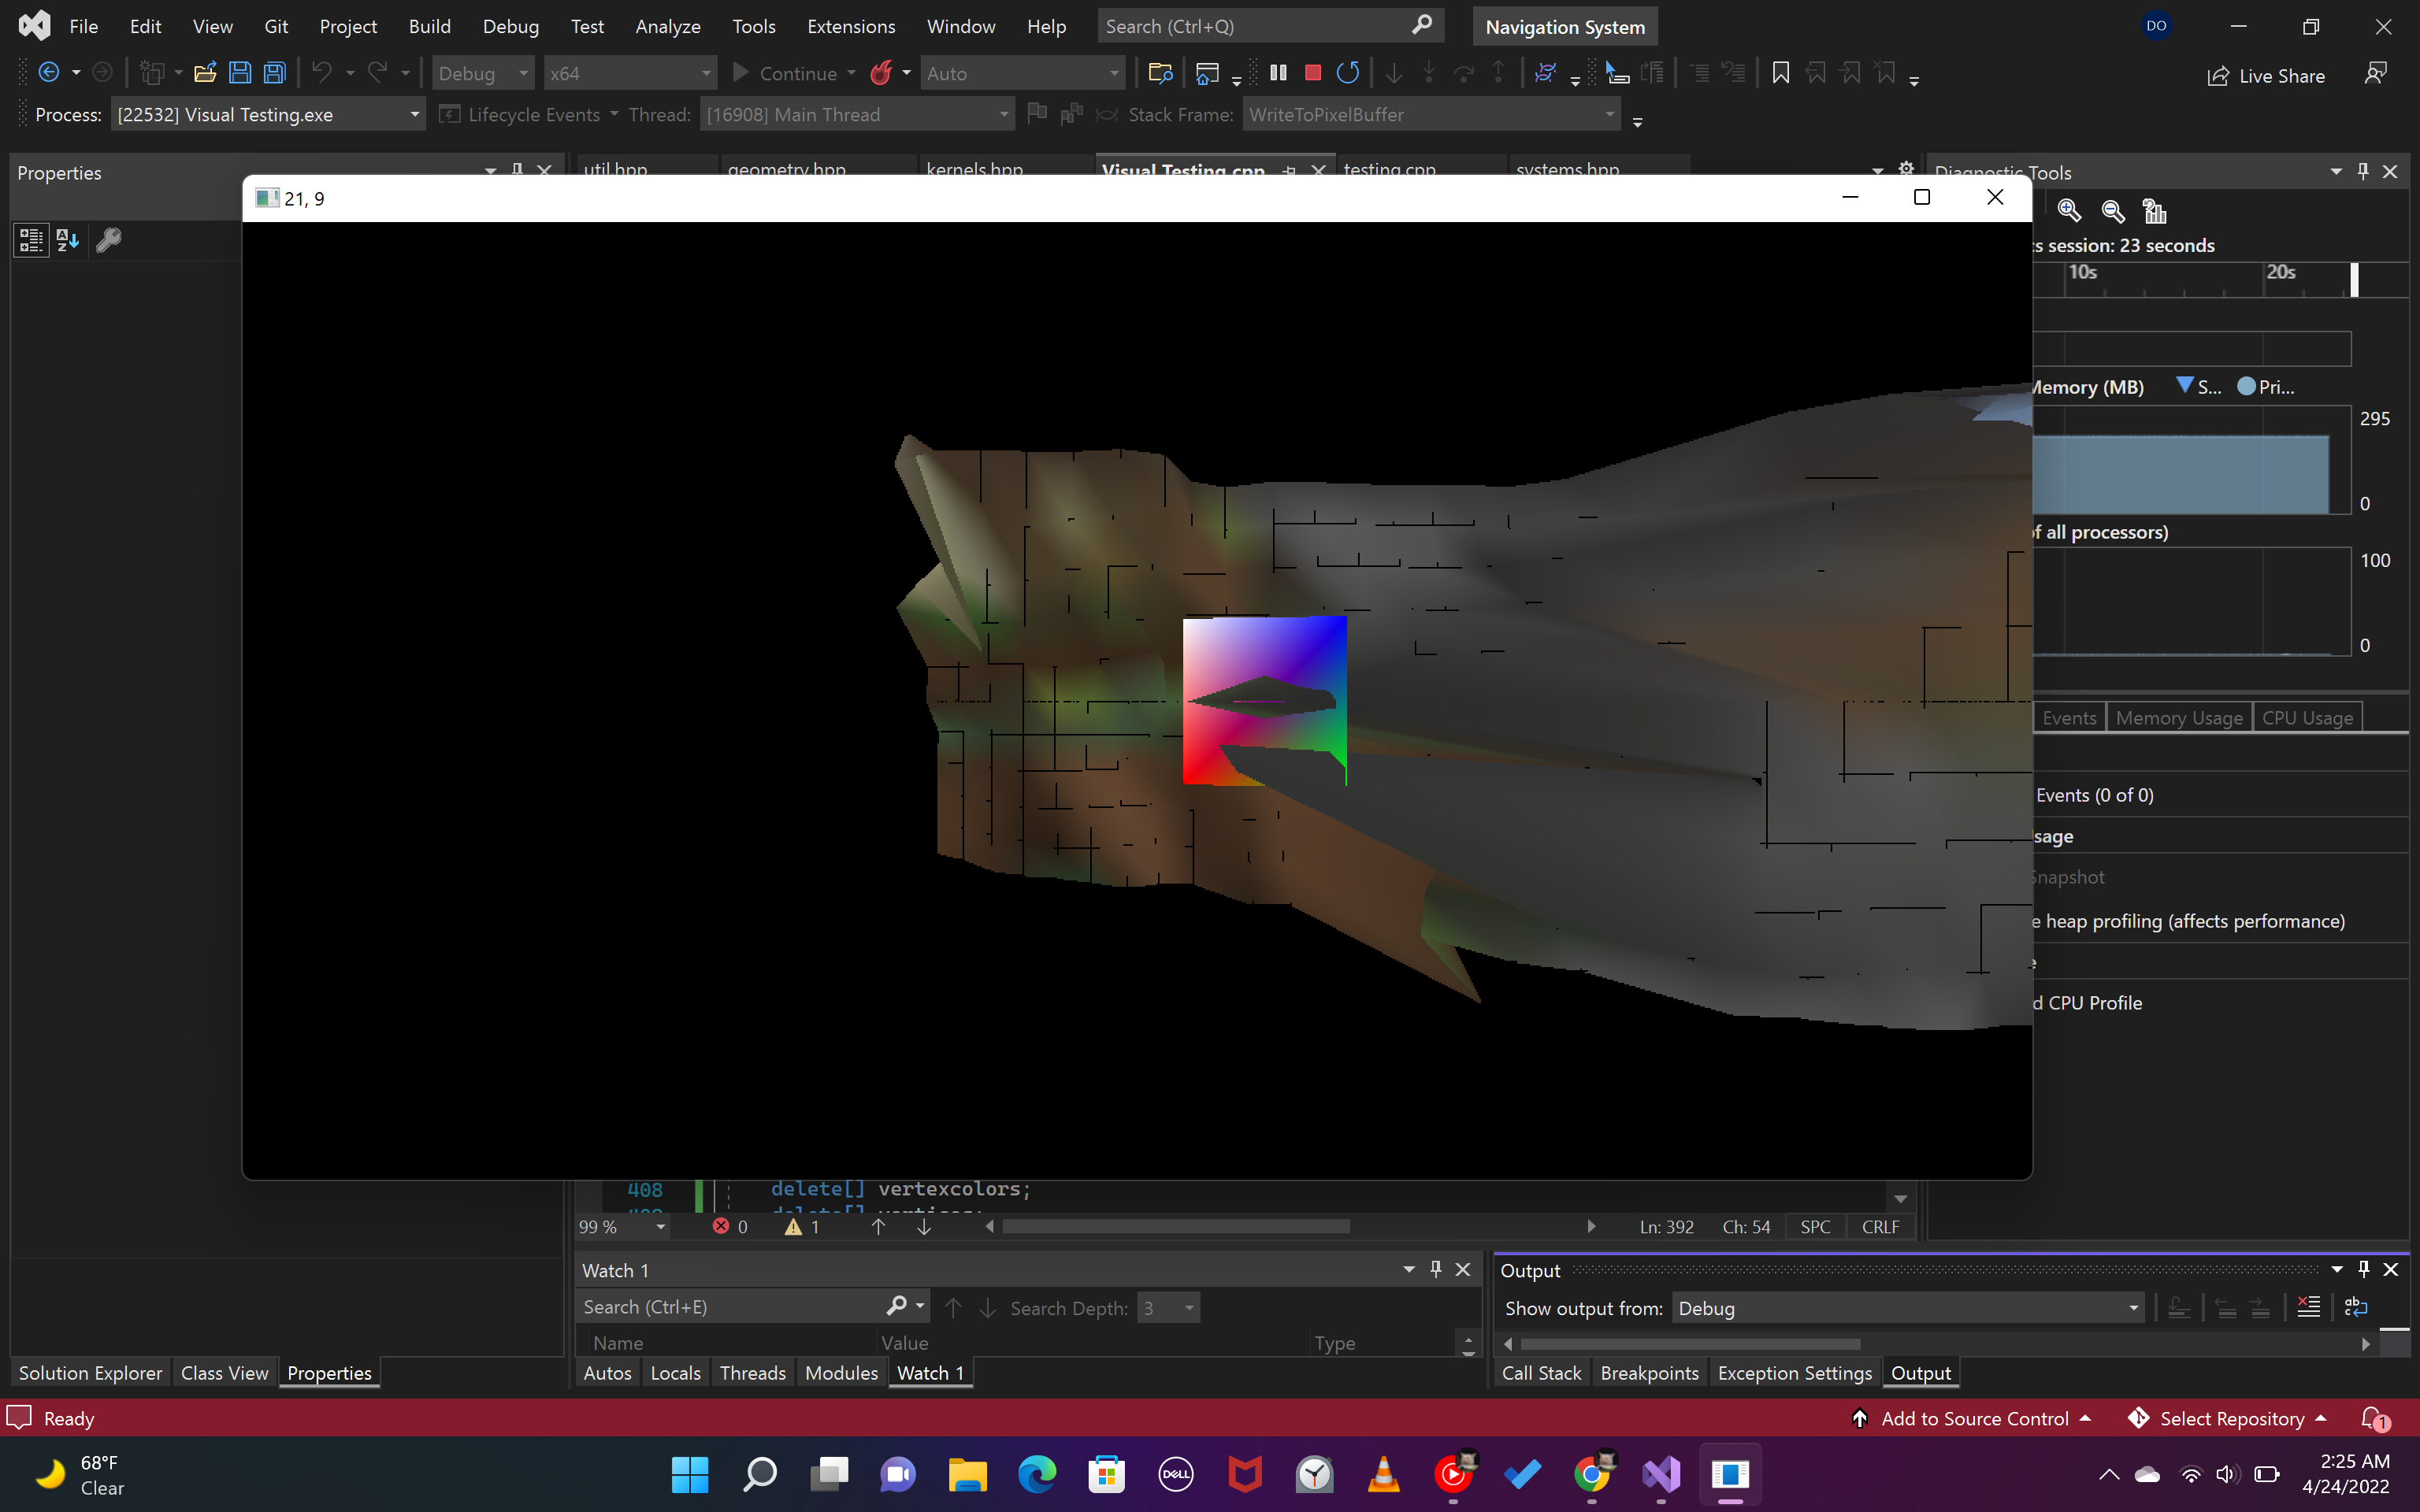 File Edit View Git Project Build Debug Test Analyze Tools Extensions Window Help Search (Ctrl+Q) Navigation System DO
Debug x64 Continue Auto Live Share
Process: [22532] Visual Testing.exe Lifecycle Events Thread: [16908] Main Thread Stack Frame: WriteToPixelBuffer
Properties util.hpp geometry.hpp kernels.hpp Visual Testing.cpp testing.cpp systems.hpp Diagnostic Tools
21, 9
s session: 23 seconds
10s 20s
Memory (MB) S... Pri...
295
0
of all processors)
100
0
Events Memory Usage CPU Usage
Events (0 of 0)
sage
Snapshot
e heap profiling (affects performance)
e
d CPU Profile
408 delete[] vertexcolors;
99 % 0 1 Ln: 392 Ch: 54 SPC CRLF
Watch 1 Output
Search (Ctrl+E) Search Depth: 3 Show output from: Debug
Name Value Type
Solution Explorer Class View Properties Autos Locals Threads Modules Watch 1 Call Stack Breakpoints Exception Settings Output
Ready Add to Source Control Select Repository 1
68°F 2:25 AM
Clear DELL 4/24/2022